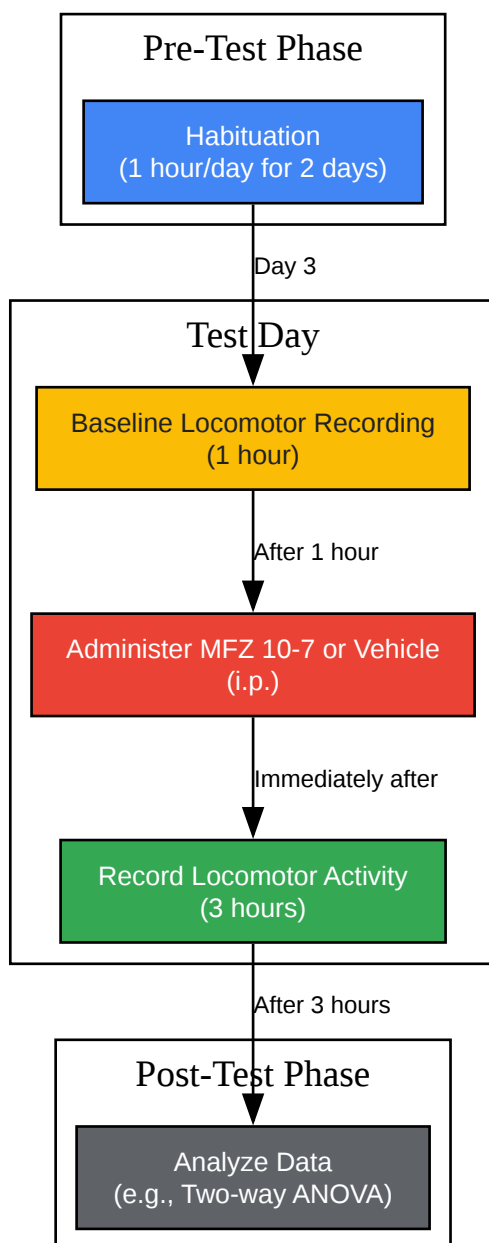 Pre-Test Phase
Habituation
(1 hour/day for 2 days)
Day 3
Test Day
Baseline Locomotor Recording
(1 hour)
After 1 hour
Administer MFZ 10-7 or Vehicle
(i.p.)
Immediately after
Record Locomotor Activity
(3 hours)
After 3 hours
Post-Test Phase
Analyze Data
(e.g., Two-way ANOVA)